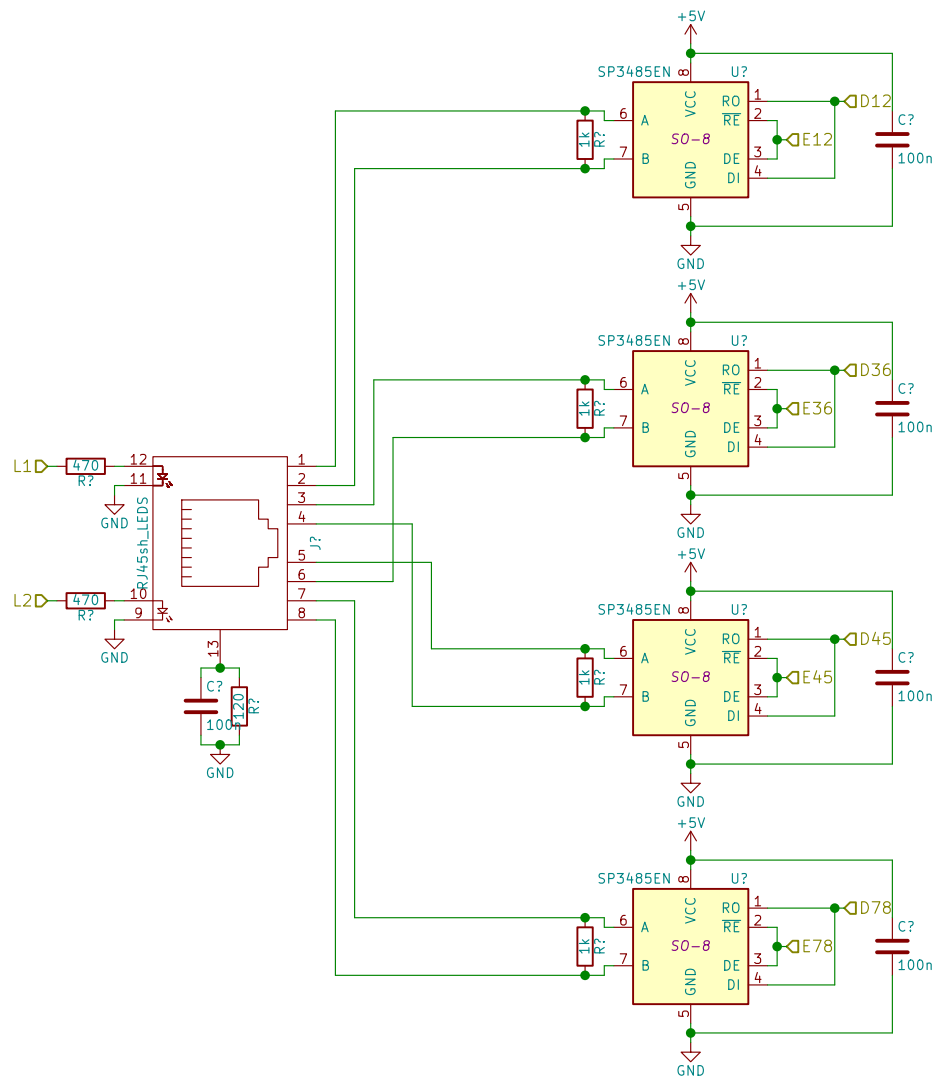 +5V
SP3485EN U?
8
VCC
RO 1 D12
6 A
R̅E̅ 2
1k
R?
SO-8
E12
C?
7 B
DE 3
100n
GND
DI 4
5
GND
+5V
SP3485EN U?
8
VCC
RO 1 D36
6 A
R̅E̅ 2
1k
R?
SO-8
E36
C?
7 B
DE 3
100n
GND
DI 4
5
GND
L1 470 12
R?
11
GND
RJ45sh_LEDS
L2 470 10
R?
9
GND
1
2
3
4
5
6
7
8
J?
13
C?
100n
120
R?
GND
+5V
SP3485EN U?
8
VCC
RO 1 D45
6 A
R̅E̅ 2
1k
R?
SO-8
E45
C?
7 B
DE 3
100n
GND
DI 4
5
GND
+5V
SP3485EN U?
8
VCC
RO 1 D78
6 A
R̅E̅ 2
1k
R?
SO-8
E78
C?
7 B
DE 3
100n
GND
DI 4
5
GND